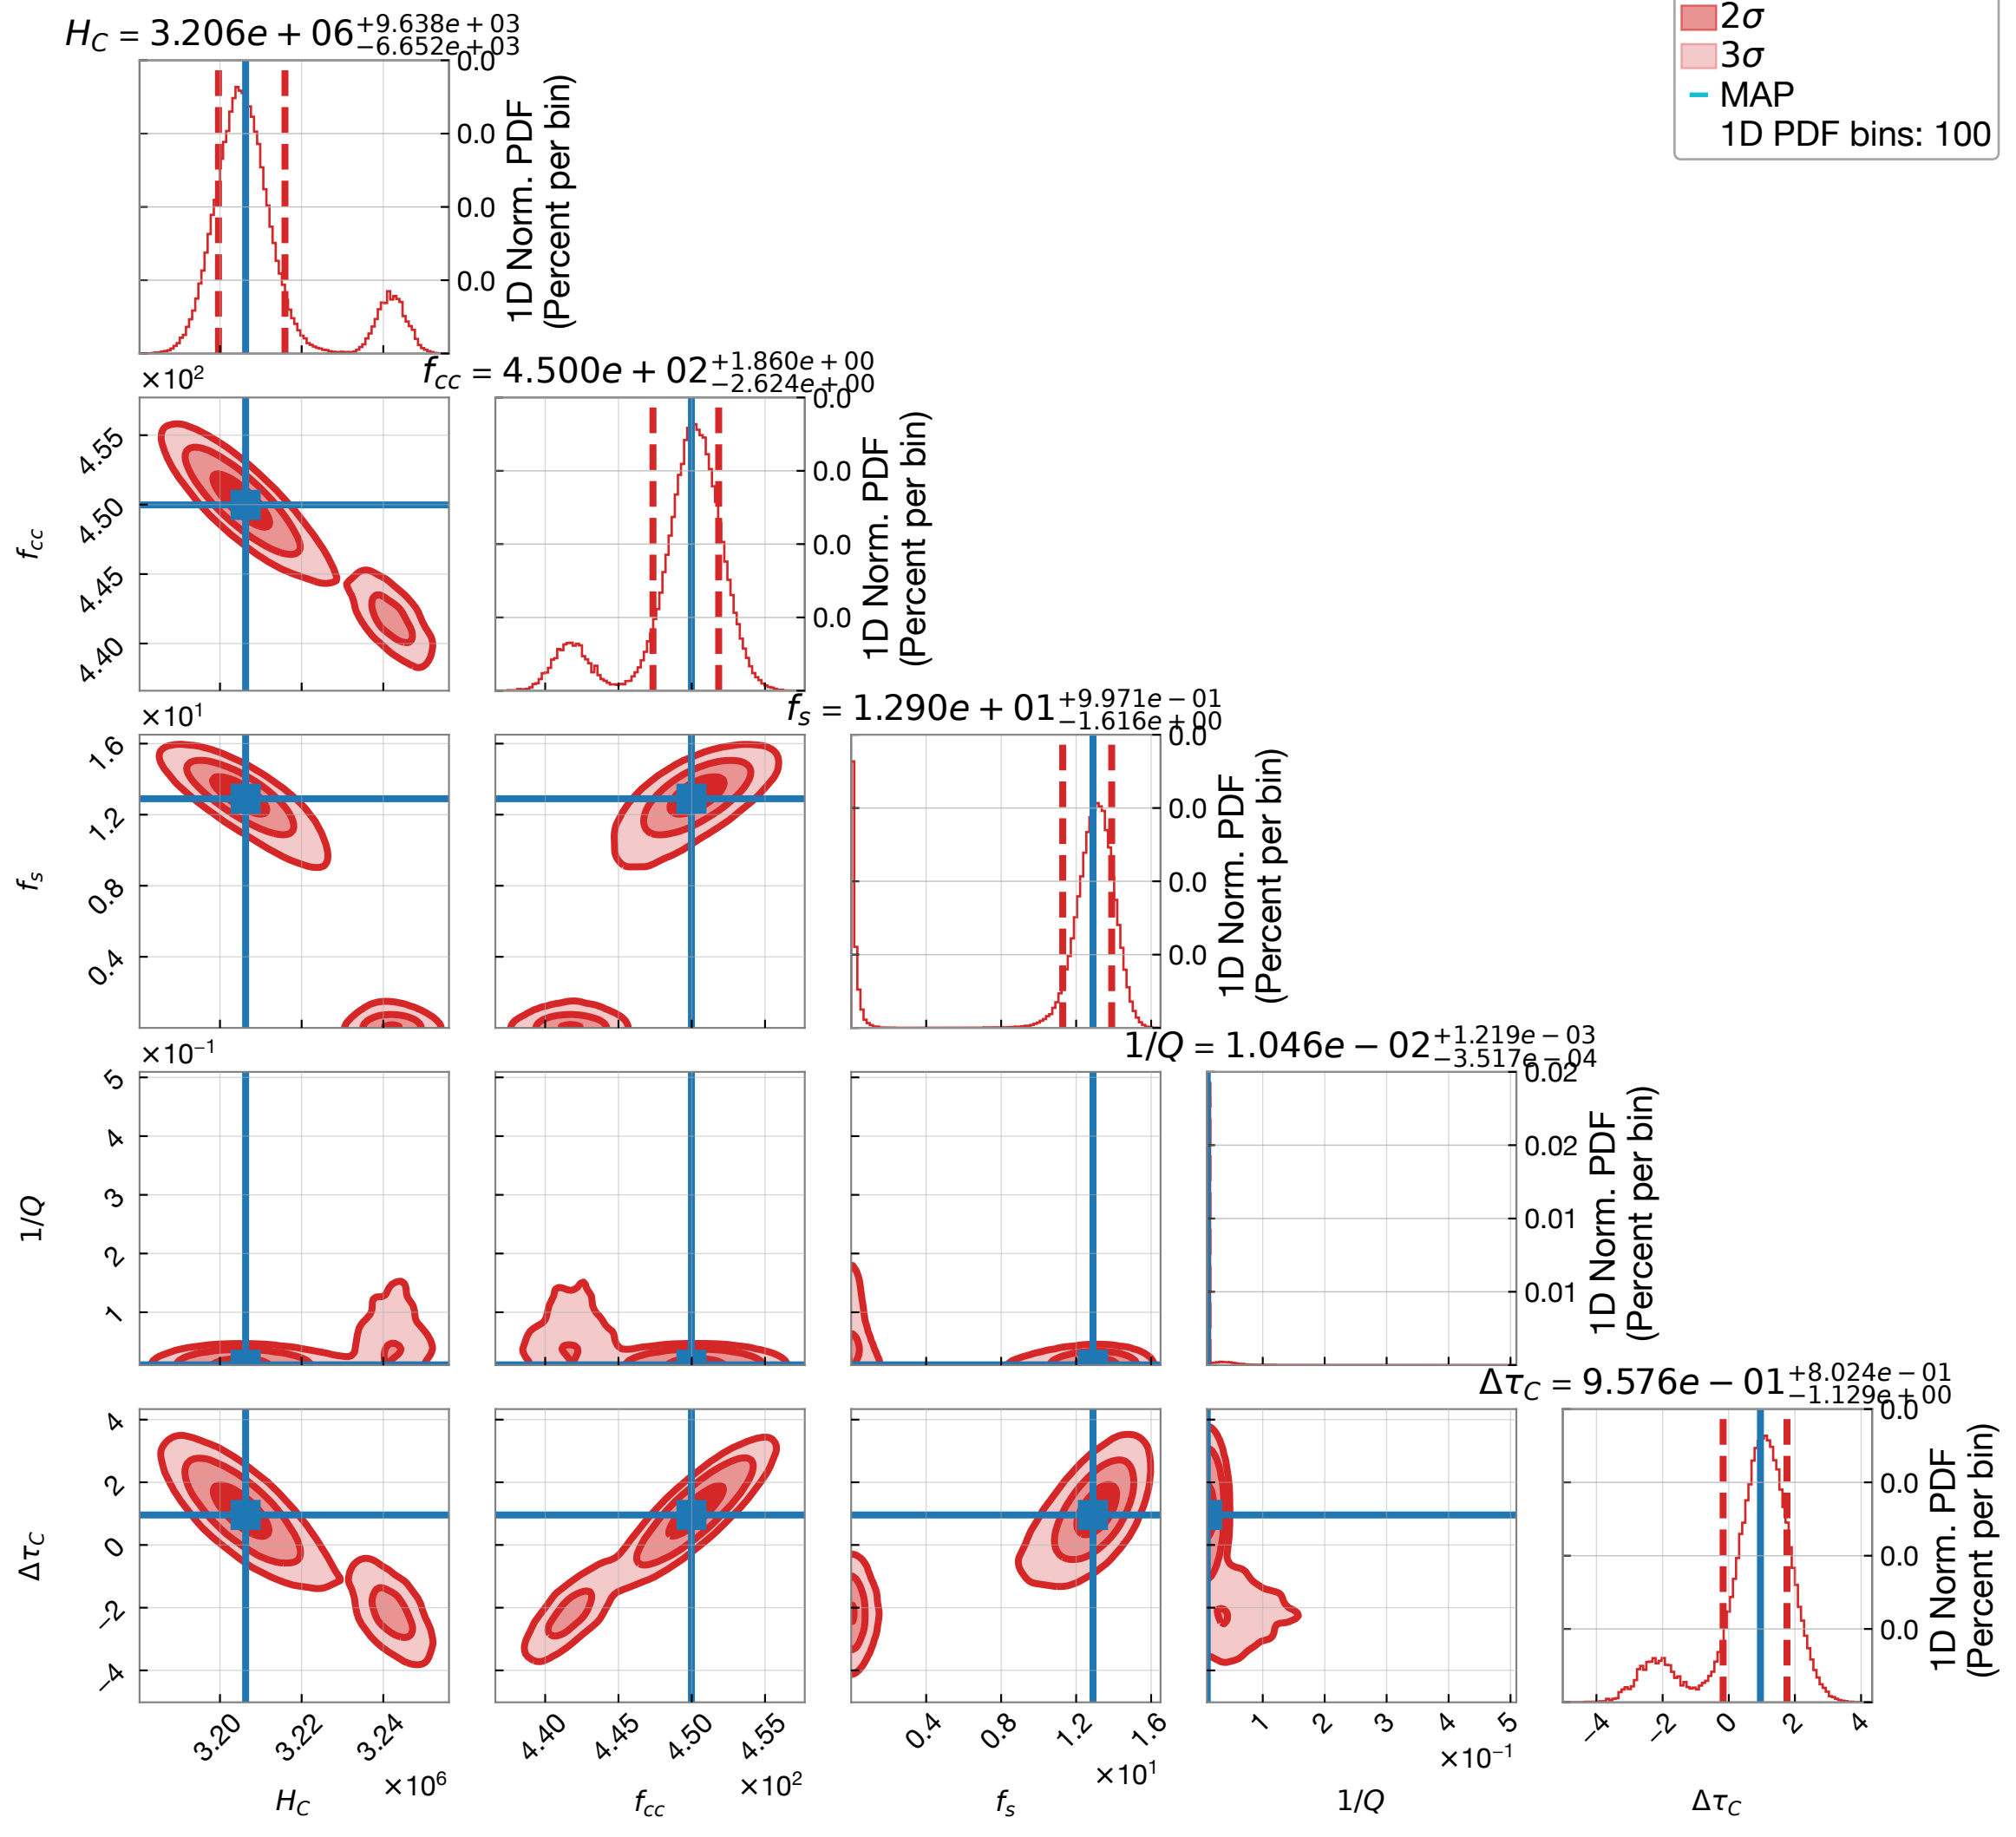 2σ
3σ
MAP
1D PDF bins: 100
H_C = 3.206e + 06 +9.638e + 03 −6.652e + 03
0.0
0.0
0.0
0.0
1D Norm. PDF
(Percent per bin)
×10²
f_cc = 4.500e + 02 +1.860e + 00 −2.624e + 00
4.55
4.50
4.45
4.40
f_cc
0.0
0.0
0.0
0.0
1D Norm. PDF
(Percent per bin)
×10¹
f_s = 1.290e + 01 +9.971e − 01 −1.616e + 00
1.6
1.2
0.8
0.4
f_s
0.0
0.0
0.0
0.0
1D Norm. PDF
(Percent per bin)
×10⁻¹
1/Q = 1.046e − 02 +1.219e − 03 −3.517e − 04
5
4
3
2
1
1/Q
0.02
0.02
0.01
0.01
1D Norm. PDF
(Percent per bin)
Δτ_C = 9.576e − 01 +8.024e − 01 −1.129e + 00
4
2
0
−2
−4
Δτ_C
0.0
0.0
0.0
0.0
1D Norm. PDF
(Percent per bin)
3.20 3.22 3.24
×10⁶
H_C
4.40 4.45 4.50 4.55
×10²
f_cc
0.4 0.8 1.2 1.6
×10¹
f_s
1 2 3 4 5
×10⁻¹
1/Q
−4 −2 0 2 4
Δτ_C